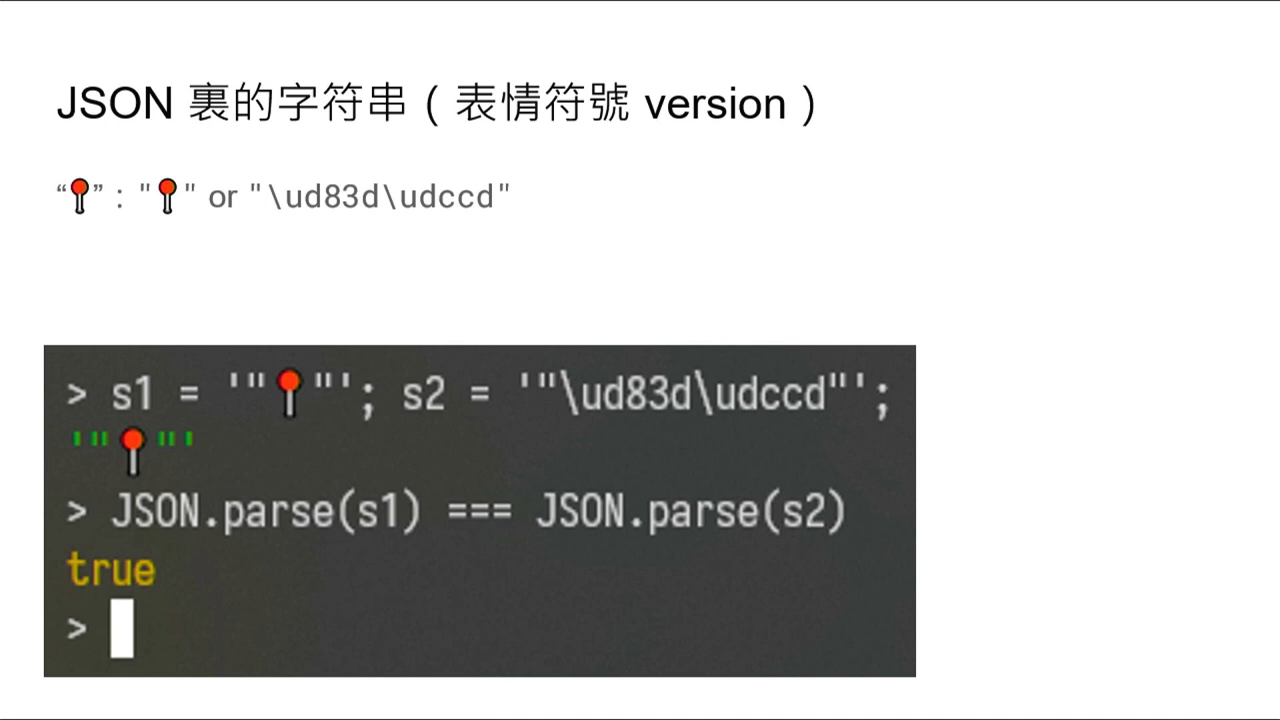 JSON 裏的字符串（表情符號 version）
“📍” : "📍" or "\ud83d\udccd"
> s1 = '"📍"'; s2 = '"\ud83d\udccd"';
'"📍"'
> JSON.parse(s1) === JSON.parse(s2)
true
>